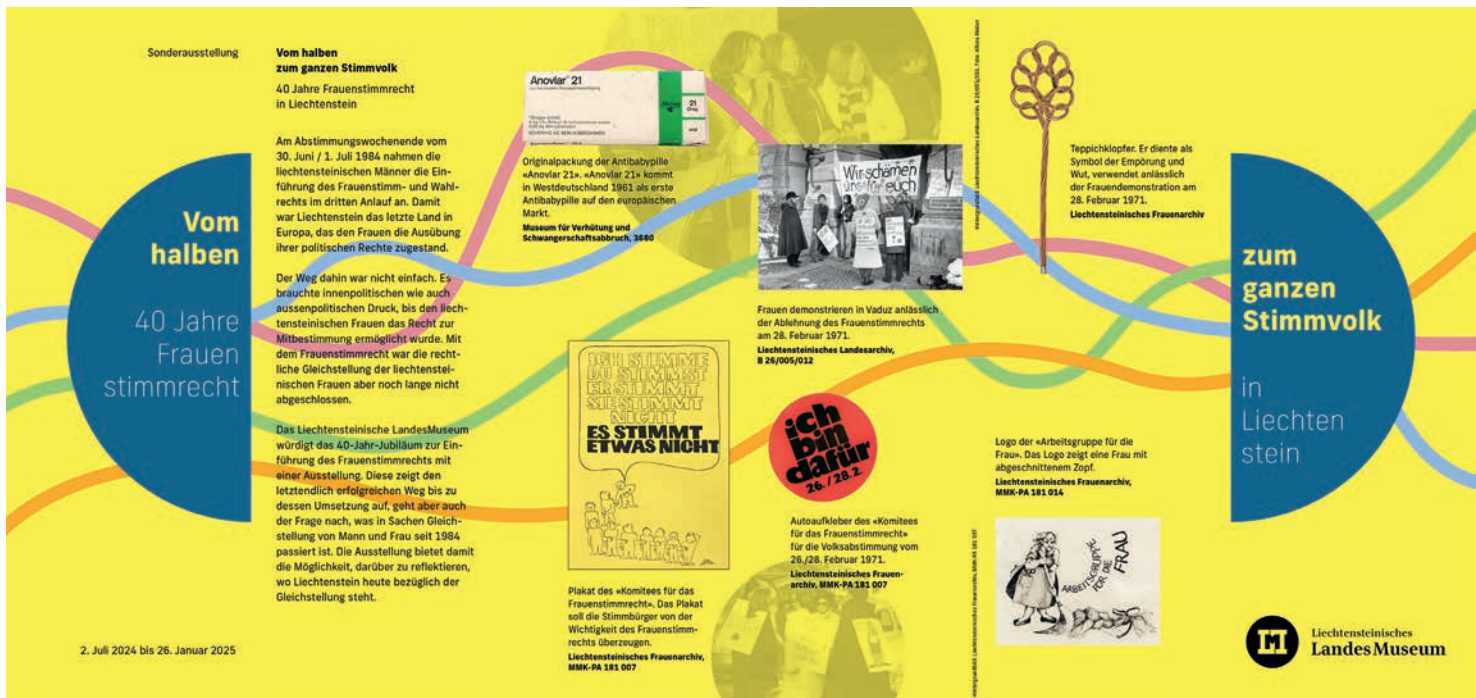 Sonderausstellung
Vom halben
zum ganzen Stimmvolk
40 Jahre Frauenstimmrecht
in Liechtenstein
Am Abstimmungswochenende vom
30. Juni / 1. Juli 1984 nahmen die
liechtensteinischen Männer die Ein-
führung des Frauenstimm- und Wahl-
rechts im dritten Anlauf an. Damit
war Liechtenstein das letzte Land in
Europa, das den Frauen die Ausübung
ihrer politischen Rechte zugestand.
Der Weg dahin war nicht einfach. Es
brauchte innenpolitischen wie auch
aussenpolitischen Druck, bis den liech-
tensteinischen Frauen das Recht zur
Mitbestimmung ermöglicht wurde. Mit
dem Frauenstimmrecht war die recht-
liche Gleichstellung der liechtenstei-
nischen Frauen aber noch lange nicht
abgeschlossen.
Das Liechtensteinische LandesMuseum
würdigt das 40-Jahr-Jubiläum zur Ein-
führung des Frauenstimmrechts mit
einer Ausstellung. Diese zeigt den
letztendlich erfolgreichen Weg bis zu
dessen Umsetzung auf, geht aber auch
der Frage nach, was in Sachen Gleich-
stellung von Mann und Frau seit 1984
passiert ist. Die Ausstellung bietet damit
die Möglichkeit, darüber zu reflektieren,
wo Liechtenstein heute bezüglich der
Gleichstellung steht.
Vom
halben
40 Jahre
Frauen
stimmrecht
2. Juli 2024 bis 26. Januar 2025
Anovlar® 21
21
Originalpackung der Antibabypille
«Anovlar 21». «Anovlar 21» kommt
in Westdeutschland 1961 als erste
Antibabypille auf den europäischen
Markt.
Museum für Verhütung und
Schwangerschaftsabbruch, 3680
Wir schämen
uns für euch
Frauen demonstrieren in Vaduz anlässlich
der Ablehnung des Frauenstimmrechts
am 28. Februar 1971.
Liechtensteinisches Landesarchiv,
B 26/005/012
Teppichklopfer. Er diente als
Symbol der Empörung und
Wut, verwendet anlässlich
der Frauendemonstration am
28. Februar 1971.
Liechtensteinisches Frauenarchiv
ICH STIMME
DU STIMMST
ER STIMMT
SIE STIMMT
NICHT
ES STIMMT
ETWAS NICHT
Plakat des «Komitees für das
Frauenstimmrecht». Das Plakat
soll die Stimmbürger von der
Wichtigkeit des Frauenstimm-
rechts überzeugen.
Liechtensteinisches Frauenarchiv,
MMK-PA 181 007
ich
bin
dafür
26./28.2.
Autoaufkleber des «Komitees
für das Frauenstimmrecht»
für die Volksabstimmung vom
26./28. Februar 1971.
Liechtensteinisches Frauen-
archiv, MMK-PA 181 007
Logo der «Arbeitsgruppe für die
Frau». Das Logo zeigt eine Frau mit
abgeschnittenem Zopf.
Liechtensteinisches Frauenarchiv,
MMK-PA 181 014
ARBEITSGRUPPE
FÜR DIE
FRAU
zum
ganzen
Stimmvolk
in
Liechten
stein
Liechtensteinisches
LandesMuseum